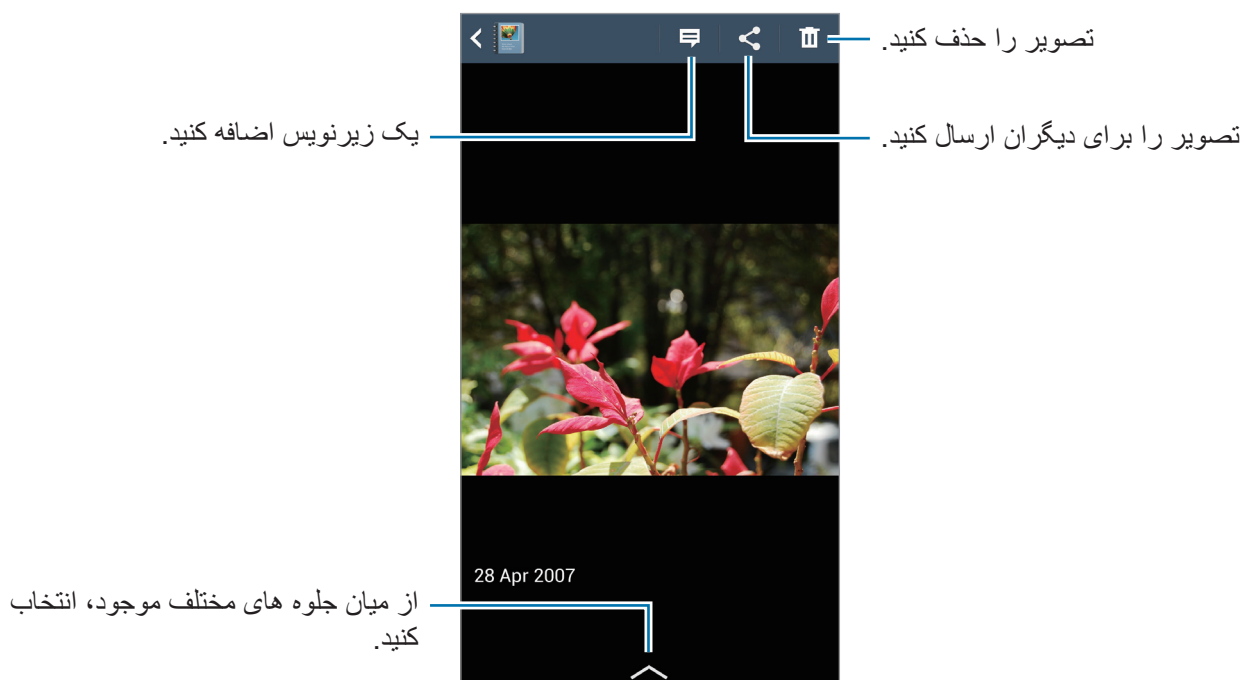 تصویر را حذف کنید.
یک زیرنویس اضافه کنید.
تصویر را برای دیگران ارسال کنید.
28 Apr 2007
از میان جلوه های مختلف موجود، انتخاب
کنید.